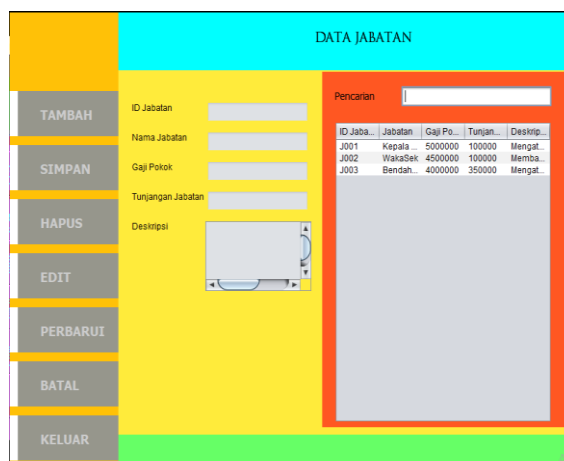 DATA JABATAN
TAMBAH
SIMPAN
HAPUS
EDIT
PERBARUI
BATAL
KELUAR
ID Jabatan
Nama Jabatan
Gaji Pokok
Tunjangan Jabatan
Deskripsi
Pencarian
ID Jaba... Jabatan Gaji Po... Tunjan... Deskrip...
J001 Kepala ... 5000000 100000 Mengat...
J002 WakaSek 4500000 100000 Memba...
J003 Bendah... 4000000 350000 Mengat...